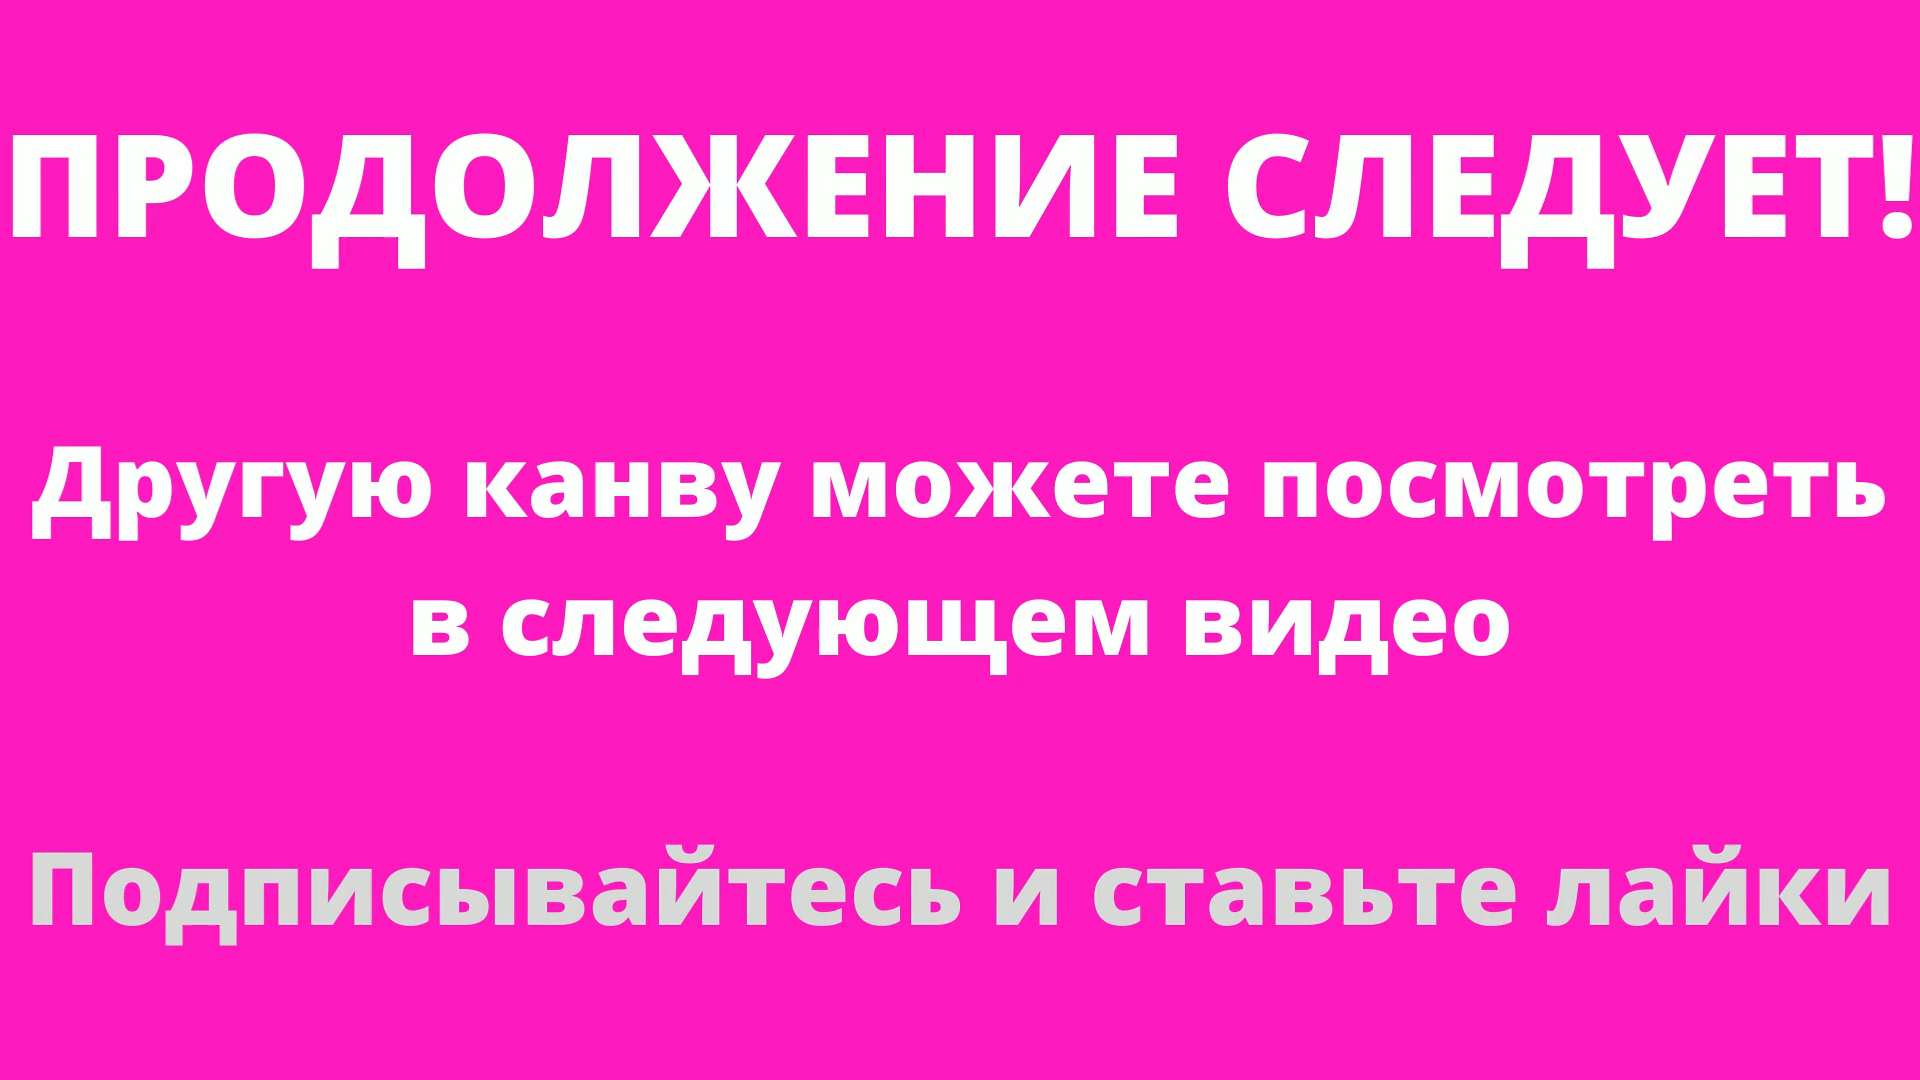 ПРОДОЛЖЕНИЕ СЛЕДУЕТ!
Другую канву можете посмотреть
в следующем видео
Подписывайтесь и ставьте лайки